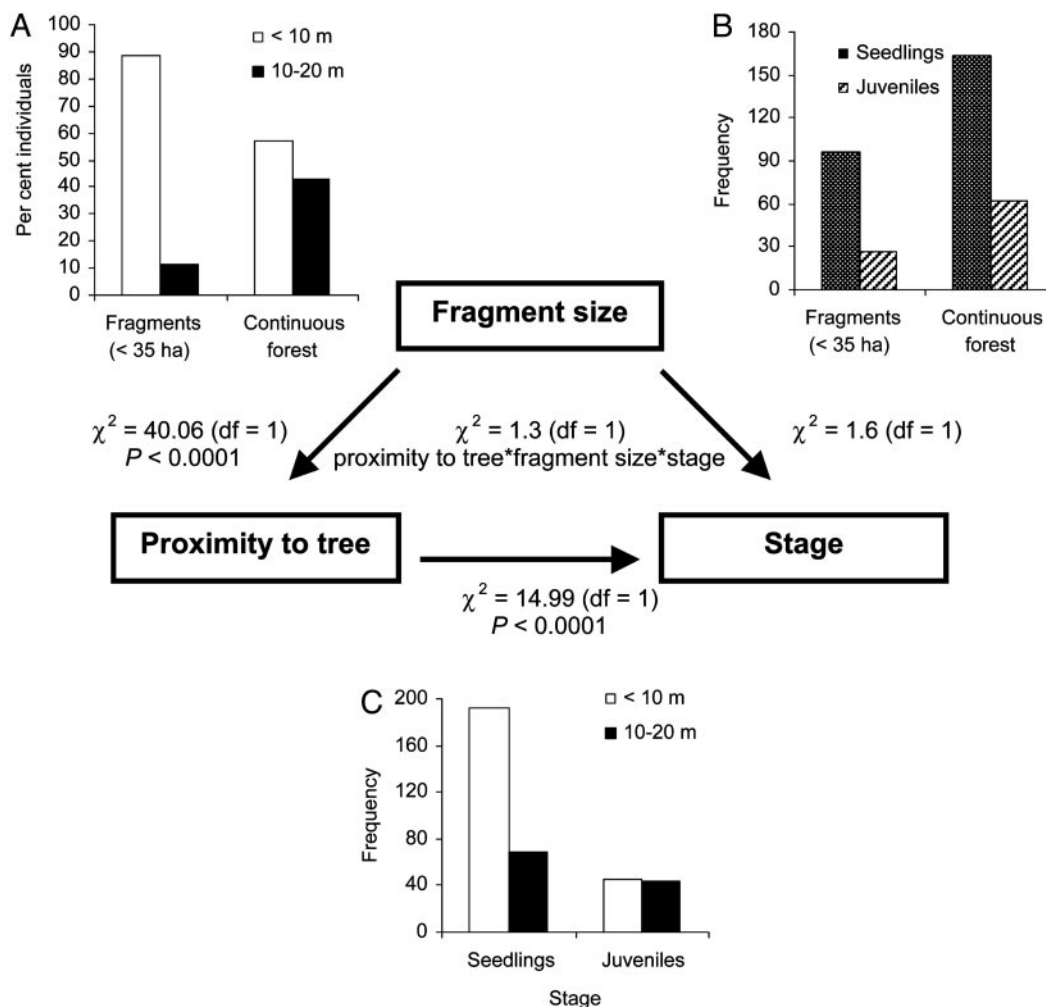 A
Per cent individuals
100
90
80
70
60
50
40
30
20
10
0
< 10 m
10-20 m
Fragments
(< 35 ha)
Continuous
forest
B
Frequency
180
150
120
90
60
30
0
Seedlings
Juveniles
Fragments
(< 35 ha)
Continuous
forest
Fragment size
χ² = 40.06 (df = 1)
P < 0.0001
χ² = 1.3 (df = 1)
proximity to tree*fragment size*stage
χ² = 1.6 (df = 1)
Proximity to tree
Stage
χ² = 14.99 (df = 1)
P < 0.0001
C
Frequency
200
160
120
80
40
0
< 10 m
10-20 m
Seedlings
Juveniles
Stage